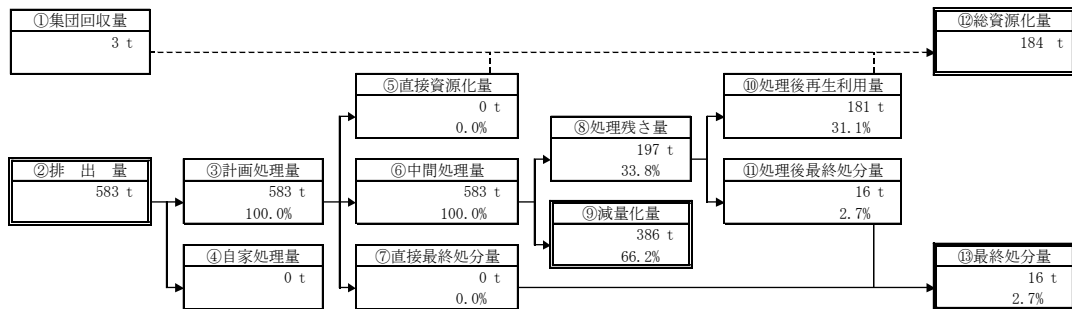 ①集団回収量
3 t
⑫総資源化量
184 t
⑤直接資源化量
0 t
0.0%
⑩処理後再生利用量
181 t
31.1%
⑧処理残さ量
197 t
33.8%
②排 出 量
583 t
③計画処理量
583 t
100.0%
⑥中間処理量
583 t
100.0%
⑪処理後最終処分量
16 t
2.7%
⑨減量化量
386 t
66.2%
④自家処理量
0 t
⑦直接最終処分量
0 t
0.0%
⑬最終処分量
16 t
2.7%